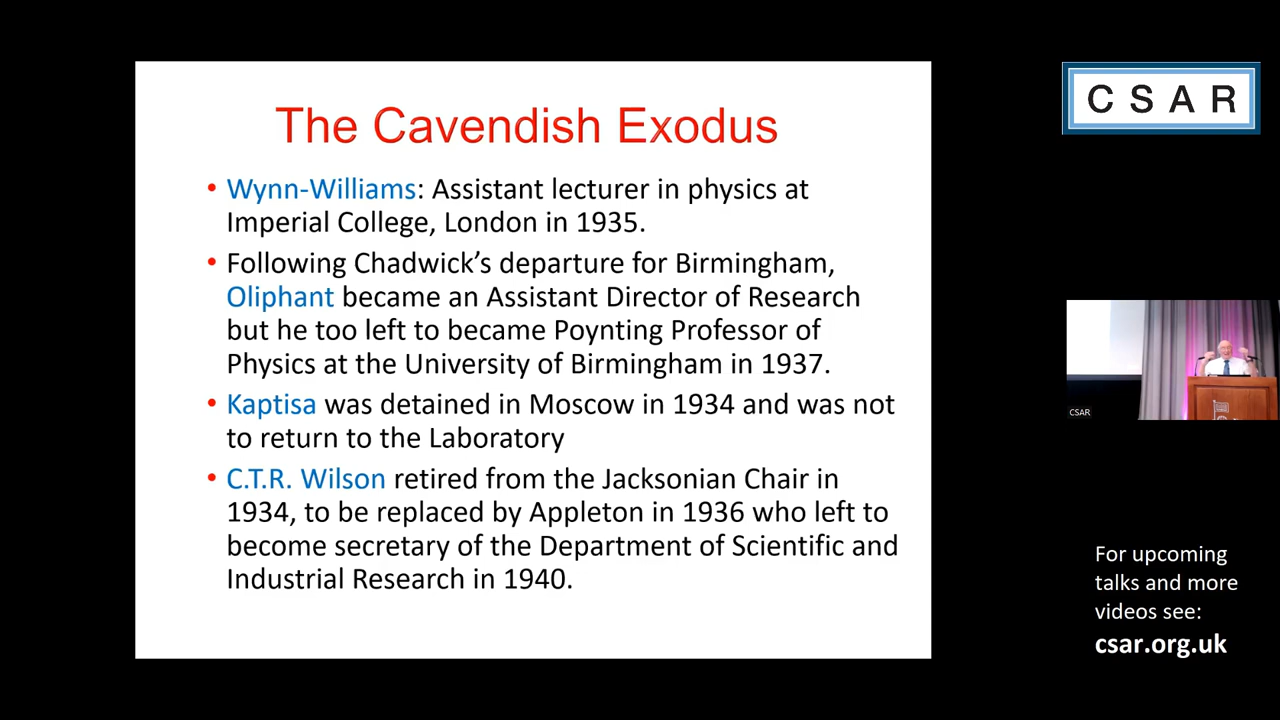 The Cavendish Exodus
• Wynn-Williams: Assistant lecturer in physics at
Imperial College, London in 1935.
• Following Chadwick’s departure for Birmingham,
Oliphant became an Assistant Director of Research
but he too left to became Poynting Professor of
Physics at the University of Birmingham in 1937.
• Kaptisa was detained in Moscow in 1934 and was not
to return to the Laboratory
• C.T.R. Wilson retired from the Jacksonian Chair in
1934, to be replaced by Appleton in 1936 who left to
become secretary of the Department of Scientific and
Industrial Research in 1940.
CSAR
CSAR
For upcoming
talks and more
videos see:
csar.org.uk